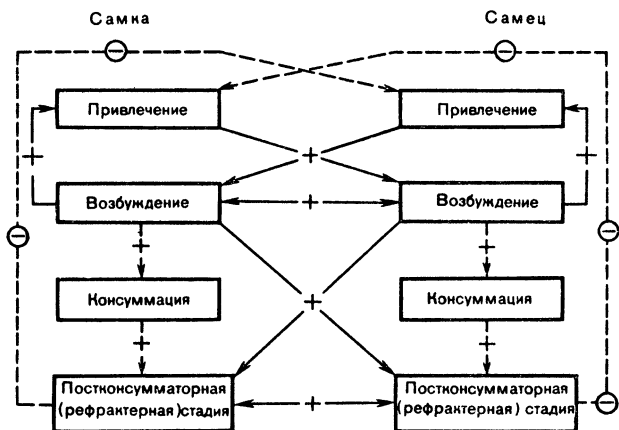 Самка Самец
Привлечение Привлечение
+ + +
Возбуждение + Возбуждение
+ +
Консуммация + Консуммация
+ +
Постконсумматорная Постконсумматорная
(рефрактерная) стадия + (рефрактерная) стадия